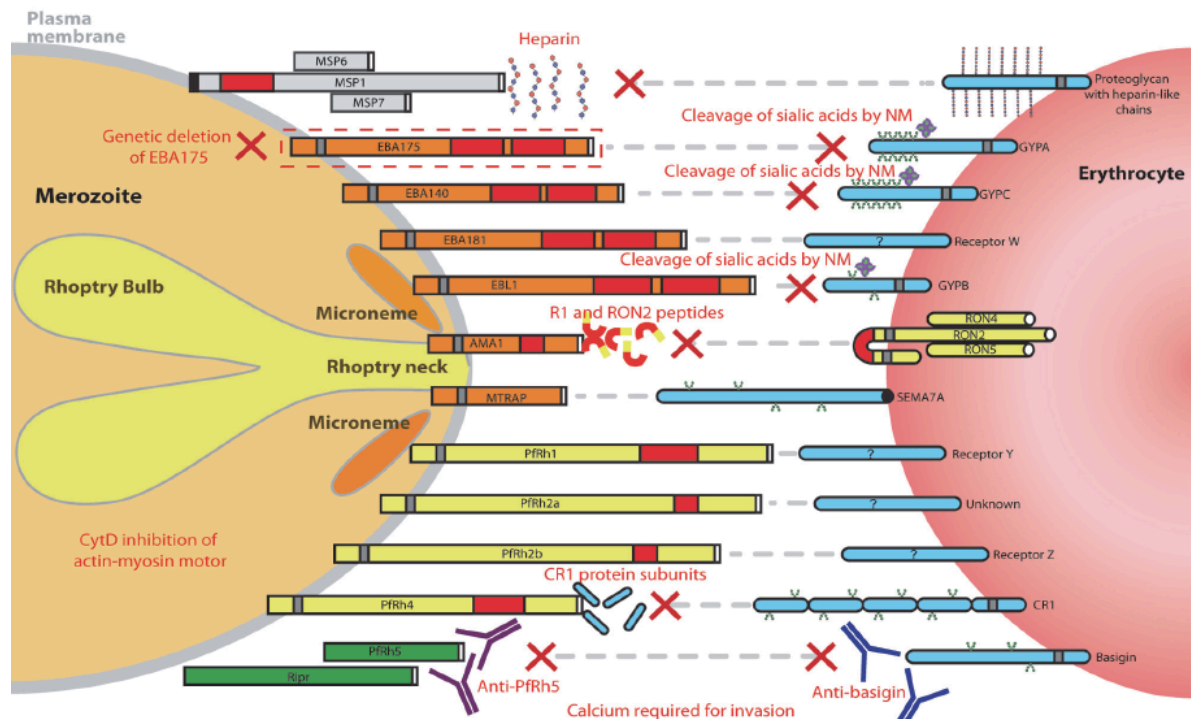 Plasma
membrane
Heparin
MSP6
MSP1
MSP7
Proteoglycan
with heparin-like
chains
Genetic deletion
of EBA175
EBA175
Cleavage of sialic acids by NM
GYPA
Merozoite
EBA140
Cleavage of sialic acids by NM
GYPC
Erythrocyte
EBA181
?
Receptor W
Cleavage of sialic acids by NM
EBL1
GYPB
Rhoptry Bulb
Microneme
R1 and RON2 peptides
AMA1
RON4
RON2
RON5
Rhoptry neck
MTRAP
SEMA7A
Microneme
PfRh1
?
Receptor Y
PfRh2a
?
Unknown
CytD inhibition of
actin-myosin motor
PfRh2b
?
Receptor Z
CR1 protein subunits
PfRh4
CR1
PfRh5
Ripr
Anti-PfRh5
Anti-basigin
Basigin
Calcium required for invasion